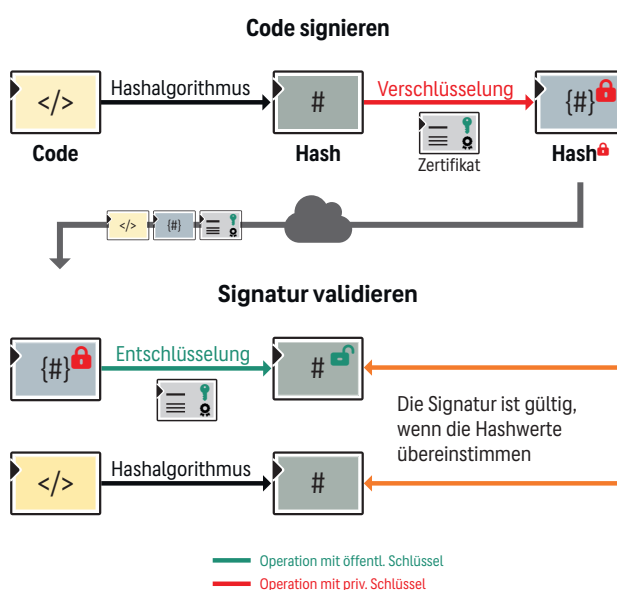 Code signieren
Hashalgorithmus
Verschlüsselung
</>
#
{#}
Code
Hash
Zertifikat
Hash
</>
{#}
Signatur validieren
Entschlüsselung
{#}
#
Die Signatur ist gültig,
wenn die Hashwerte
übereinstimmen
Hashalgorithmus
</>
#
Operation mit öffentl. Schlüssel
Operation mit priv. Schlüssel